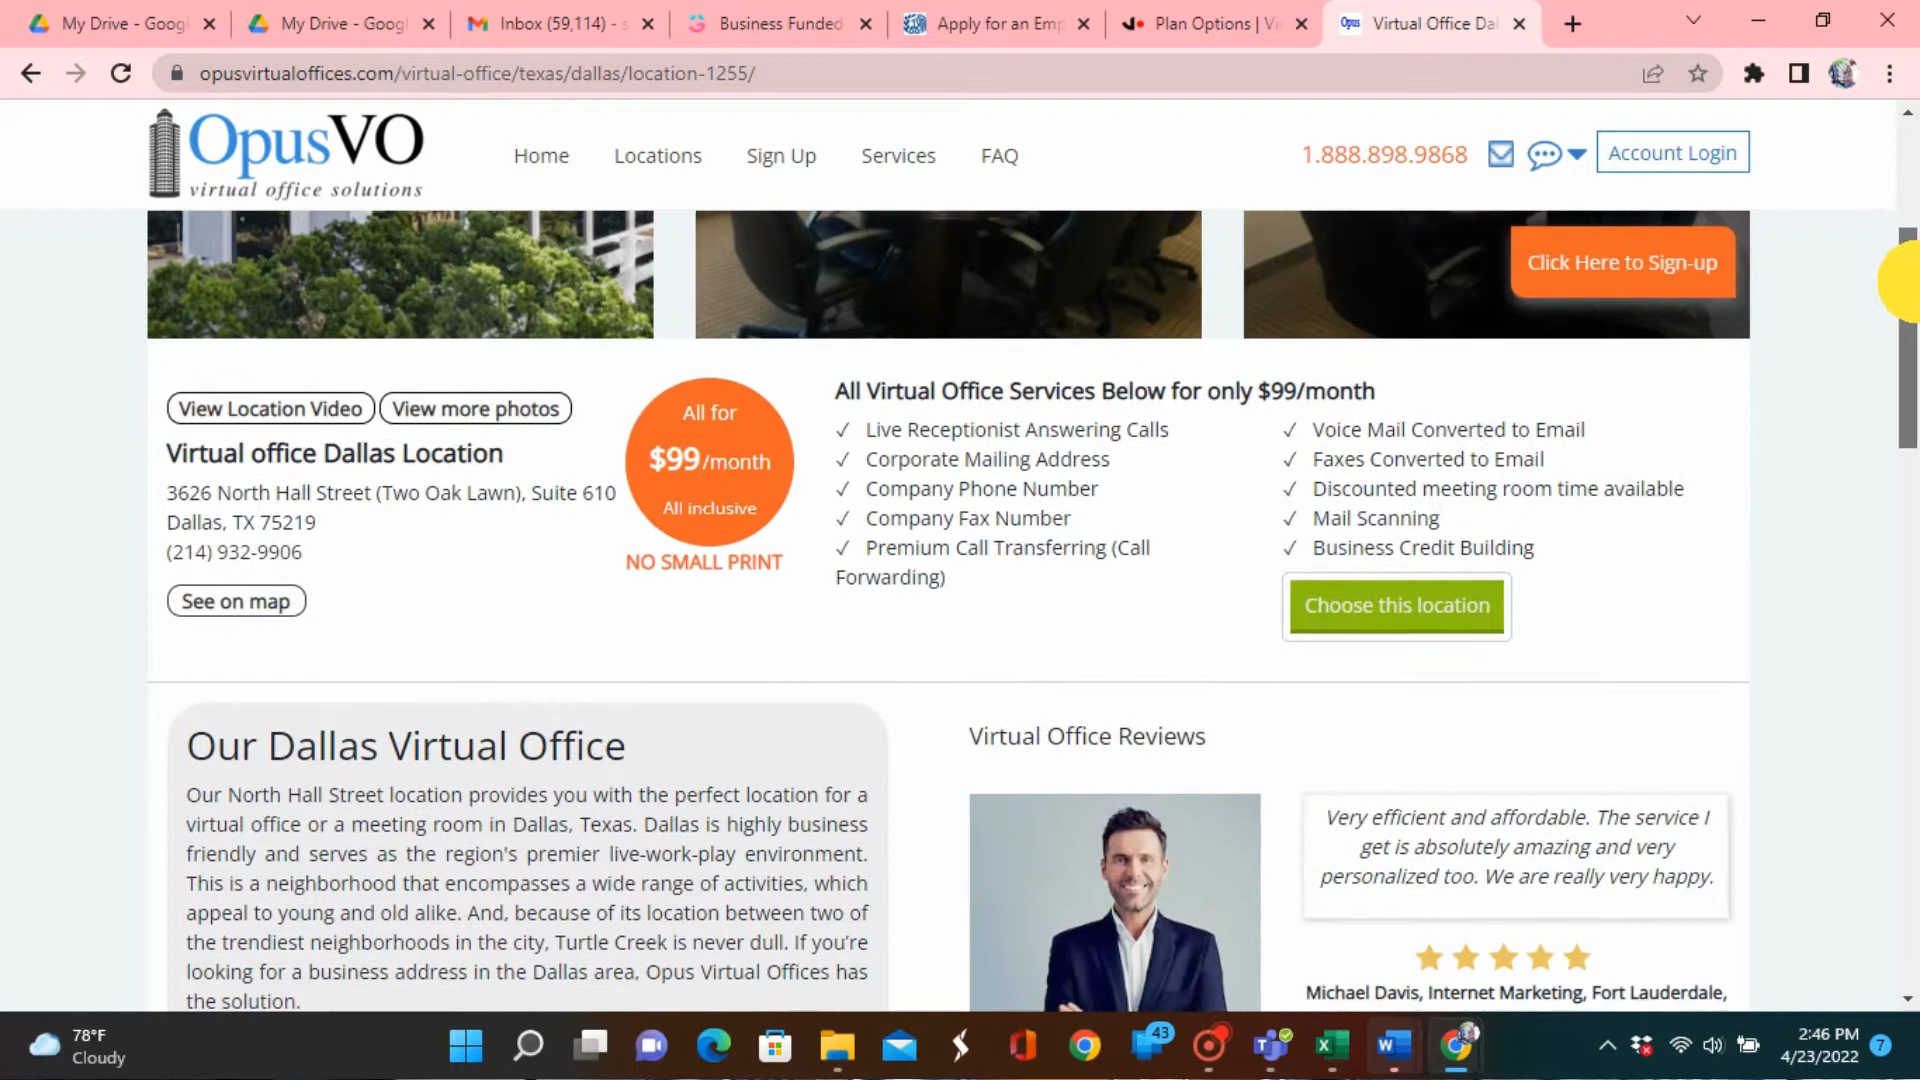 My Drive - Googl
My Drive - Googl
Inbox (59,114) - s
Business Funded
Apply for an Emp
Plan Options | Vi
Opus
Virtual Office Dal
opusvirtualoffices.com/virtual-office/texas/dallas/location-1255/
OpusVO
virtual office solutions
Home
Locations
Sign Up
Services
FAQ
1.888.898.9868
Account Login
Click Here to Sign-up
View Location Video
View more photos
Virtual office Dallas Location
3626 North Hall Street (Two Oak Lawn), Suite 610
Dallas, TX 75219
(214) 932-9906
See on map
All for
$99/month
All inclusive
NO SMALL PRINT
All Virtual Office Services Below for only $99/month
✓ Live Receptionist Answering Calls
✓ Corporate Mailing Address
✓ Company Phone Number
✓ Company Fax Number
✓ Premium Call Transferring (Call
Forwarding)
✓ Voice Mail Converted to Email
✓ Faxes Converted to Email
✓ Discounted meeting room time available
✓ Mail Scanning
✓ Business Credit Building
Choose this location
Our Dallas Virtual Office
Our North Hall Street location provides you with the perfect location for a
virtual office or a meeting room in Dallas, Texas. Dallas is highly business
friendly and serves as the region's premier live-work-play environment.
This is a neighborhood that encompasses a wide range of activities, which
appeal to young and old alike. And, because of its location between two of
the trendiest neighborhoods in the city, Turtle Creek is never dull. If you're
looking for a business address in the Dallas area, Opus Virtual Offices has
the solution.
Virtual Office Reviews
Very efficient and affordable. The service I
get is absolutely amazing and very
personalized too. We are really very happy.
Michael Davis, Internet Marketing, Fort Lauderdale,
78°F
Cloudy
43
2:46 PM
4/23/2022
7